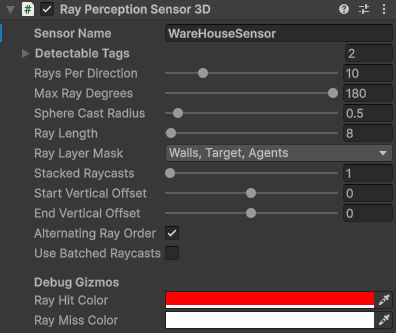 Ray Perception Sensor 3D
Sensor Name WareHouseSensor
Detectable Tags 2
Rays Per Direction 10
Max Ray Degrees 180
Sphere Cast Radius 0.5
Ray Length 8
Ray Layer Mask Walls, Target, Agents
Stacked Raycasts 1
Start Vertical Offset 0
End Vertical Offset 0
Alternating Ray Order
Use Batched Raycasts
Debug Gizmos
Ray Hit Color
Ray Miss Color